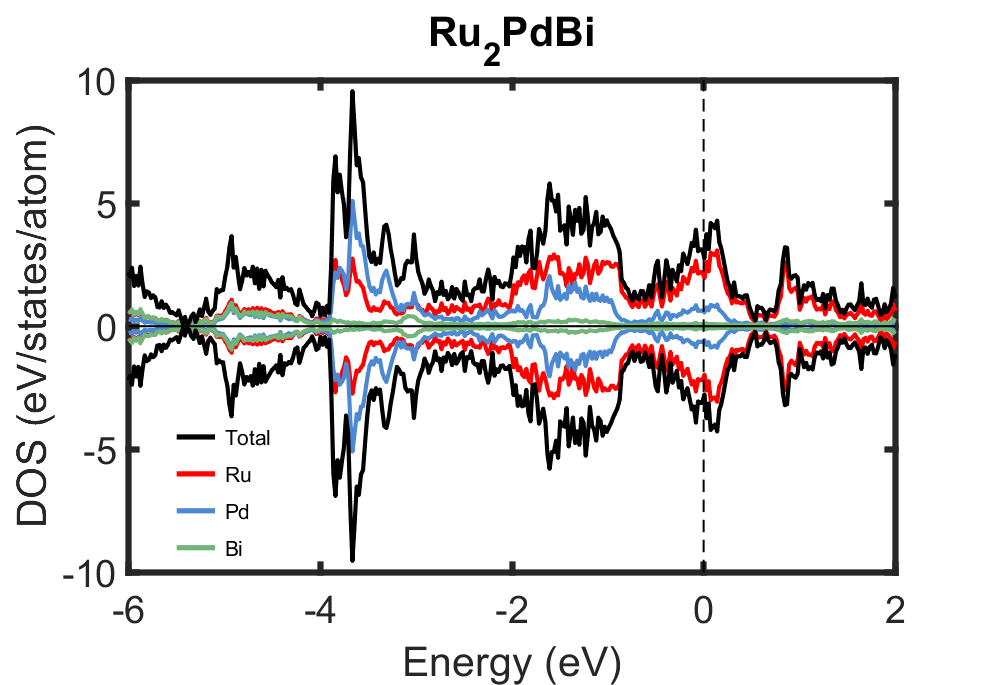 Ru2PdBi
DOS (eV/states/atom)
10
5
0
-5
-10
Total
Ru
Pd
Bi
-6 -4 -2 0 2
Energy (eV)